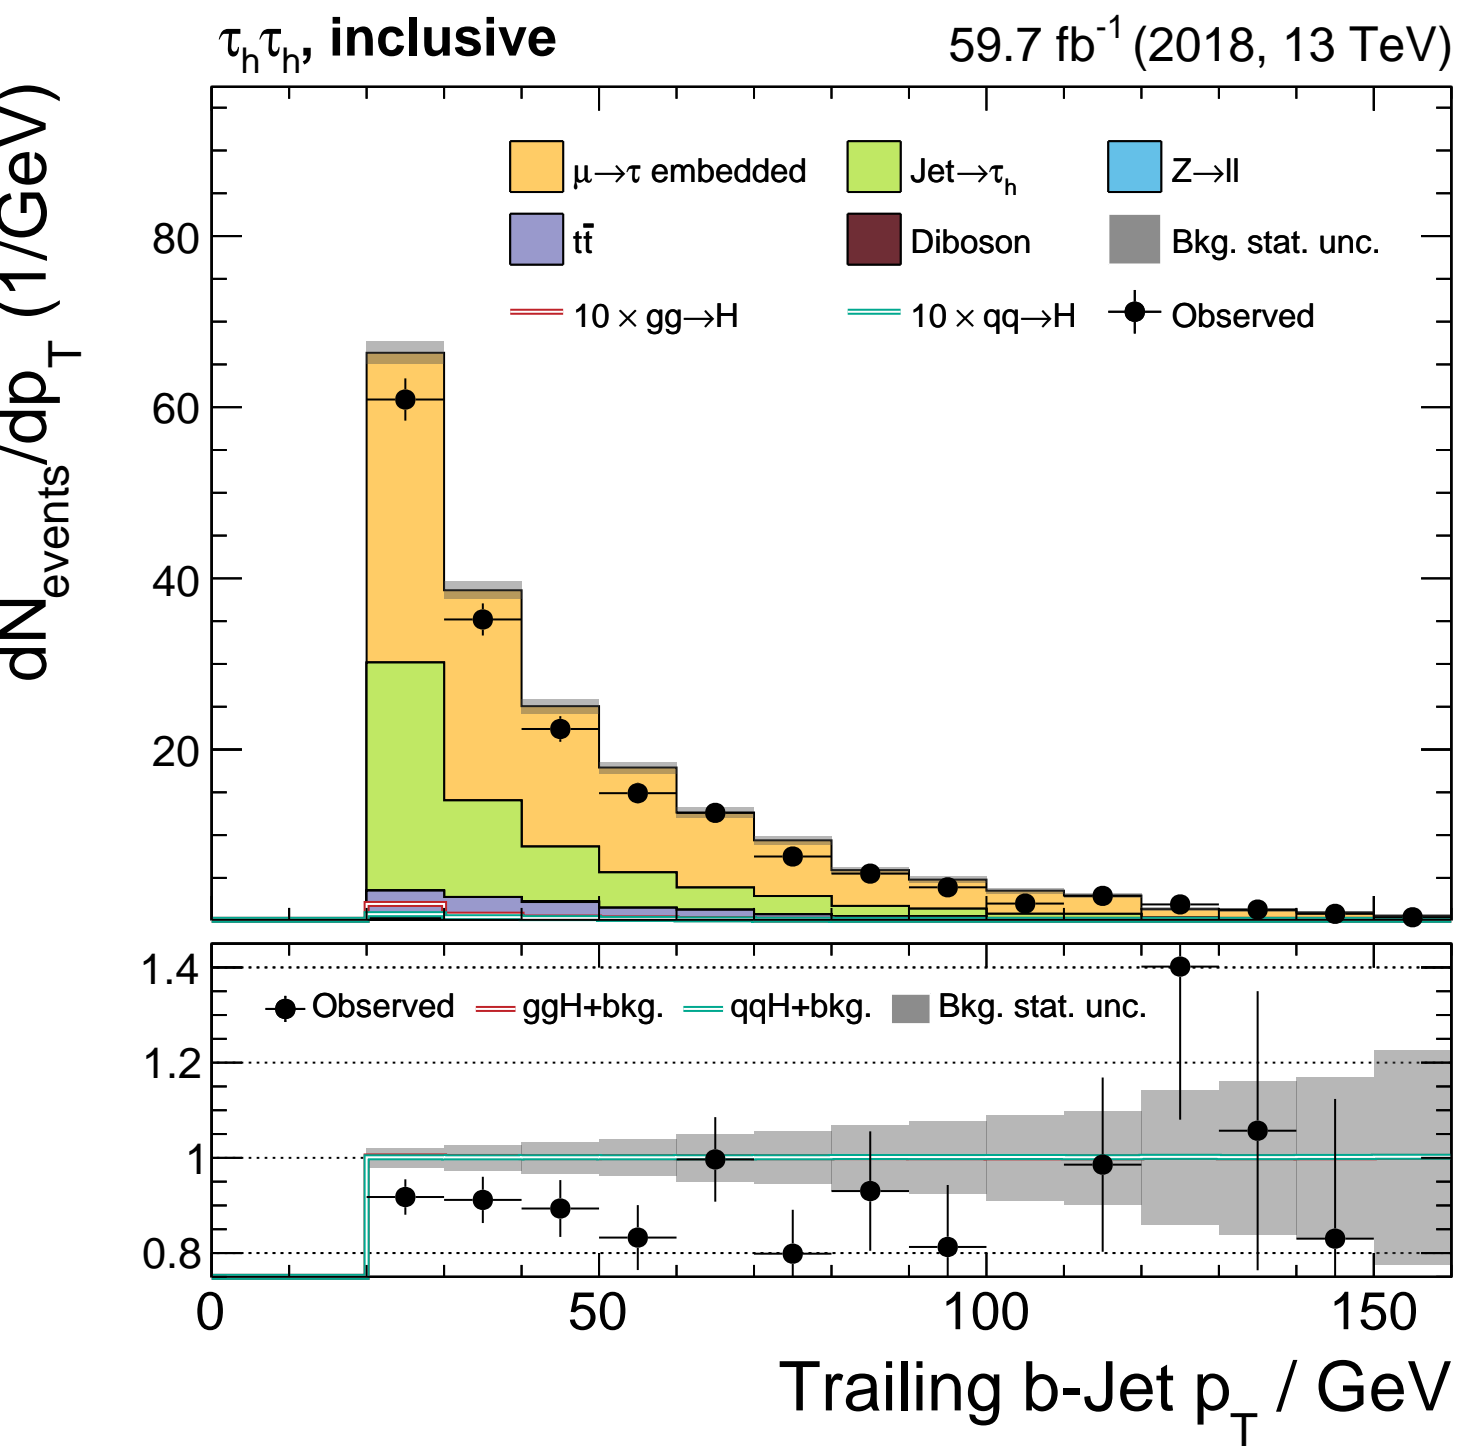 τhτh, inclusive
59.7 fb-1 (2018, 13 TeV)
dNevents/dpT (1/GeV)
μ→τ embedded
Jet→τh
Z→ll
tt̄
Diboson
Bkg. stat. unc.
10 × gg→H
10 × qq→H
Observed
80
60
40
20
1.4
1.2
1
0.8
Observed
ggH+bkg.
qqH+bkg.
Bkg. stat. unc.
0
50
100
150
Trailing b-Jet pT / GeV